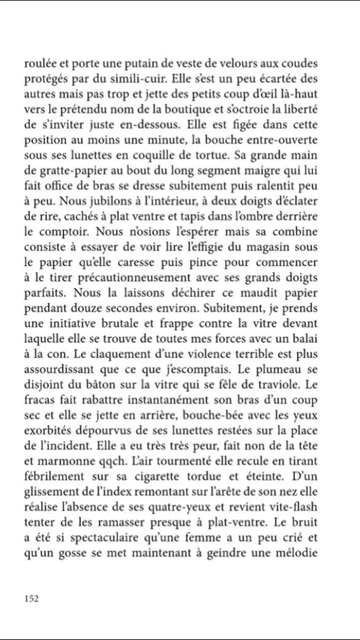 roulée et porte une putain de veste de velours aux coudes
protégés par du simili-cuir. Elle s'est un peu écartée des
autres mais pas trop et jette des petits coup d'œil là-haut
vers le prétendu nom de la boutique et s'octroie la liberté
de s'inviter juste en-dessous. Elle est figée dans cette
position au moins une minute, la bouche entre-ouverte
sous ses lunettes en coquille de tortue. Sa grande main
de gratte-papier au bout du long segment maigre qui lui
fait office de bras se dresse subitement puis ralentit peu
à peu. Nous jubilons à l'intérieur, à deux doigts d'éclater
de rire, cachés à plat ventre et tapis dans l'ombre derrière
le comptoir. Nous n'osions l'espérer mais sa combine
consiste à essayer de voir lire l'effigie du magasin sous
le papier qu'elle caresse puis pince pour commencer
à le tirer précautionneusement avec ses grands doigts
parfaits. Nous la laissons déchirer ce maudit papier
pendant douze secondes environ. Subitement, je prends
une initiative brutale et frappe contre la vitre devant
laquelle elle se trouve de toutes mes forces avec un balai
à la con. Le claquement d'une violence terrible est plus
assourdissant que ce que j'escomptais. Le plumeau se
disjoint du bâton sur la vitre qui se fêle de traviole. Le
fracas fait rabattre instantanément son bras d'un coup
sec et elle se jette en arrière, bouche-bée avec les yeux
exorbités dépourvus de ses lunettes restées sur la place
de l'incident. Elle a eu très très peur, fait non de la tête
et marmonne qqch. L'air tourmenté elle recule en tirant
fébrilement sur sa cigarette tordue et éteinte. D'un
glissement de l'index remontant sur l'arête de son nez elle
réalise l'absence de ses quatre-yeux et revient vite-flash
tenter de les ramasser presque à plat-ventre. Le bruit
a été si spectaculaire qu'une femme a un peu crié et
qu'un gosse se met maintenant à geindre une mélodie
152